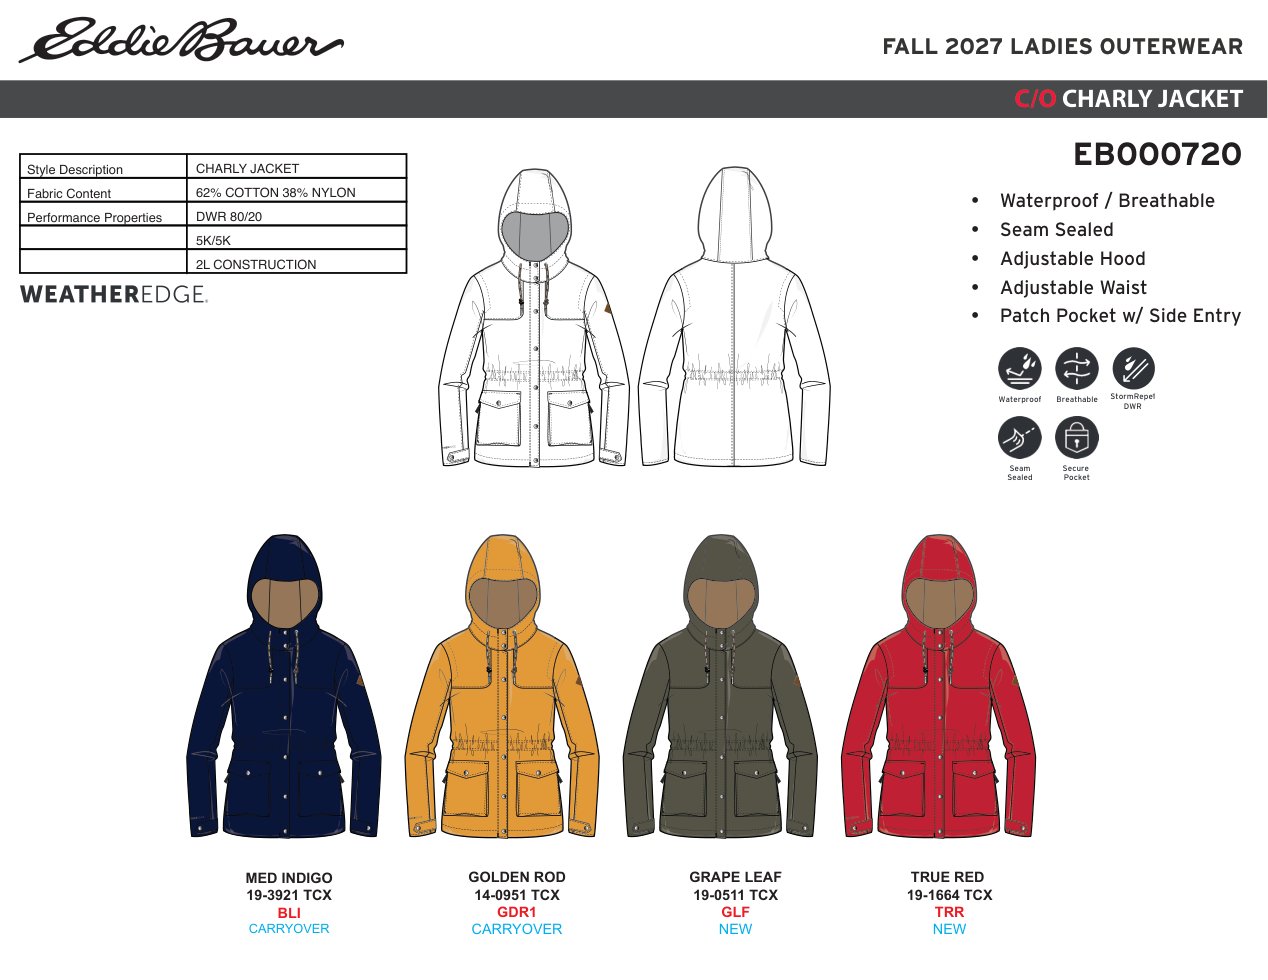 Eddie Bauer
FALL 2027 LADIES OUTERWEAR
C/O CHARLY JACKET
EB000720
Style Description CHARLY JACKET
Fabric Content 62% COTTON 38% NYLON
Performance Properties DWR 80/20
5K/5K
2L CONSTRUCTION
WEATHEREDGE
• Waterproof / Breathable
• Seam Sealed
• Adjustable Hood
• Adjustable Waist
• Patch Pocket w/ Side Entry
Waterproof Breathable StormRepel
DWR
Seam Secure
Sealed Pocket
MED INDIGO
19-3921 TCX
BLI
CARRYOVER
GOLDEN ROD
14-0951 TCX
GDR1
CARRYOVER
GRAPE LEAF
19-0511 TCX
GLF
NEW
TRUE RED
19-1664 TCX
TRR
NEW